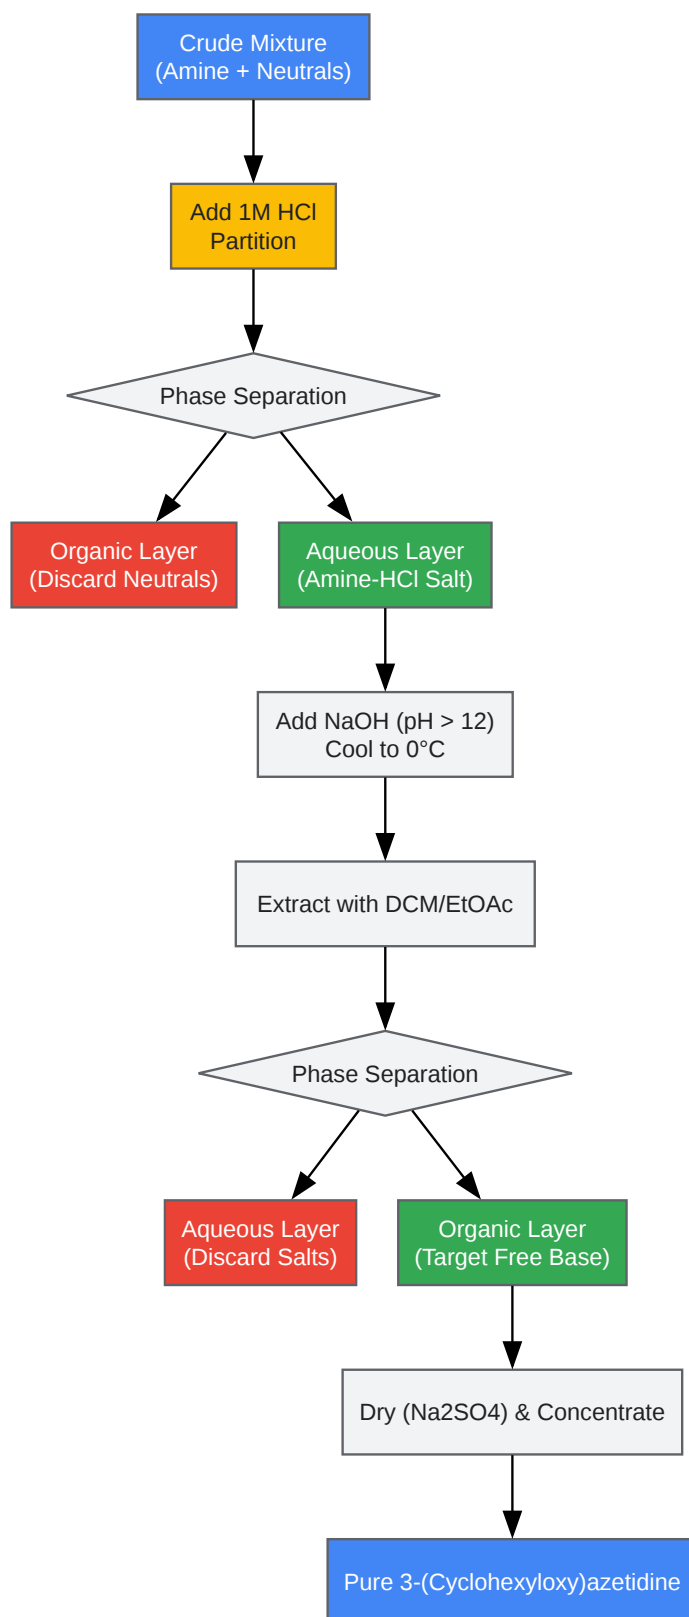 Crude Mixture
(Amine + Neutrals)
Add 1M HCl
Partition
Phase Separation
Organic Layer
(Discard Neutrals)
Aqueous Layer
(Amine-HCl Salt)
Add NaOH (pH > 12)
Cool to 0°C
Extract with DCM/EtOAc
Phase Separation
Aqueous Layer
(Discard Salts)
Organic Layer
(Target Free Base)
Dry (Na2SO4) & Concentrate
Pure 3-(Cyclohexyloxy)azetidine